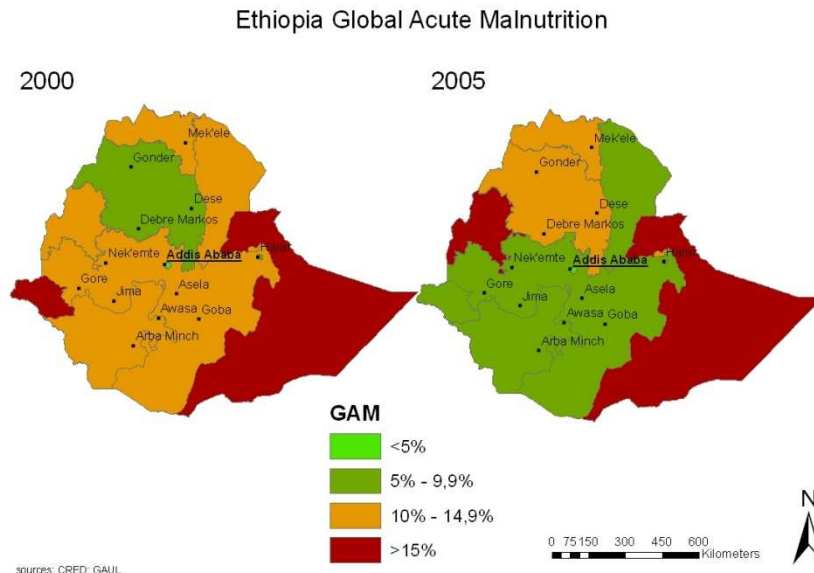 Ethiopia Global Acute Malnutrition
2000
Mek'ele
Gonder
Dese
Debre Markos
Nek'emte
Addis Ababa
Harar
Gore
Jima
Asela
Awasa
Goba
Arba Minch
2005
Mek'ele
Gonder
Dese
Debre Markos
Nek'emte
Addis Ababa
Harar
Gore
Jima
Asela
Awasa
Goba
Arba Minch
GAM
<5%
5% - 9,9%
10% - 14,9%
>15%
N
0 75 150 300 450 600
Kilometers
sources: CRED; GAUL